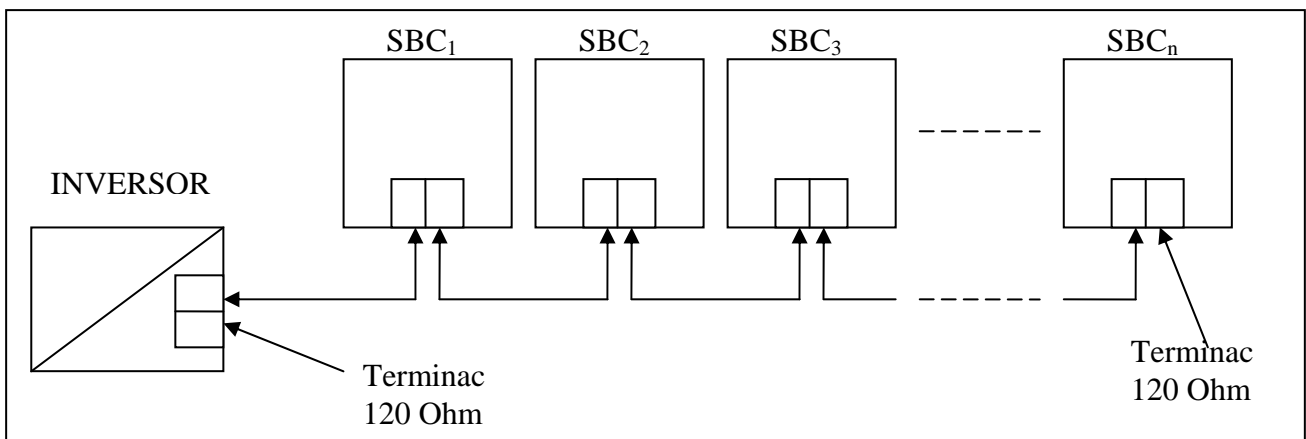 SBC₁ SBC₂ SBC₃ SBCₙ
INVERSOR
Terminac
120 Ohm
Terminac
120 Ohm